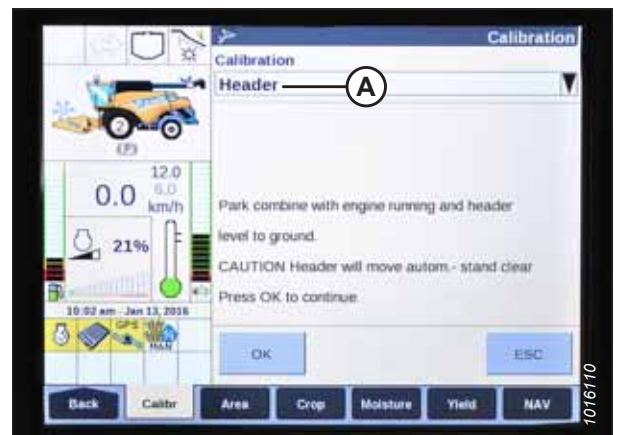 Calibration
Calibration
Header
A
2
(P)
12.0
6.0
0.0
km/h
21%
Park combine with engine running and header
level to ground.
CAUTION Header will move autom.- stand clear
Press OK to continue
10:02 am Jan 13, 2016
GPS
MAN
OK
ESC
Back
Calibr
Area
Crop
Moisture
Yield
NAV
1016110